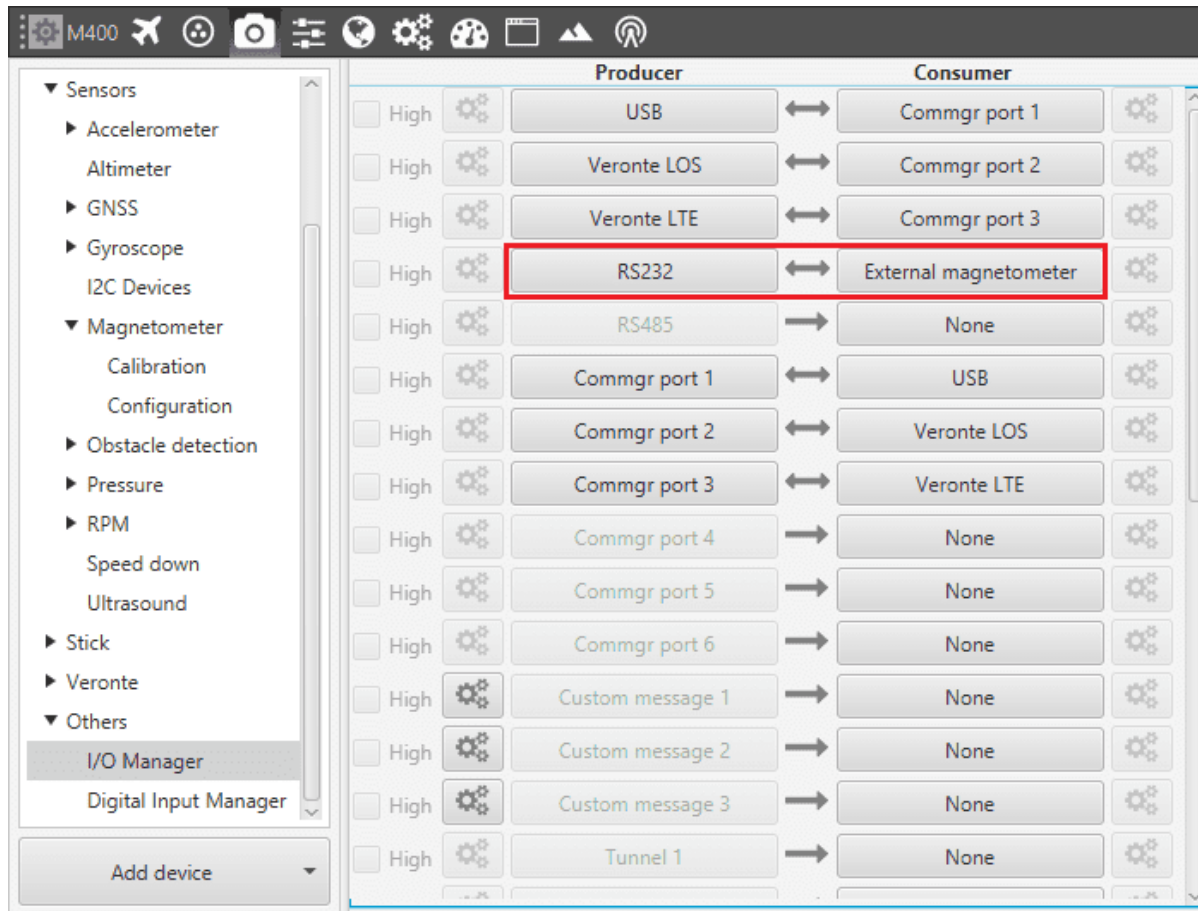 M400
Sensors
Accelerometer
Altimeter
GNSS
Gyroscope
I2C Devices
Magnetometer
Calibration
Configuration
Obstacle detection
Pressure
RPM
Speed down
Ultrasound
Stick
Veronte
Others
I/O Manager
Digital Input Manager
Add device
Producer Consumer
High USB Commgr port 1
High Veronte LOS Commgr port 2
High Veronte LTE Commgr port 3
High RS232 External magnetometer
High RS485 None
High Commgr port 1 USB
High Commgr port 2 Veronte LOS
High Commgr port 3 Veronte LTE
High Commgr port 4 None
High Commgr port 5 None
High Commgr port 6 None
High Custom message 1 None
High Custom message 2 None
High Custom message 3 None
High Tunnel 1 None